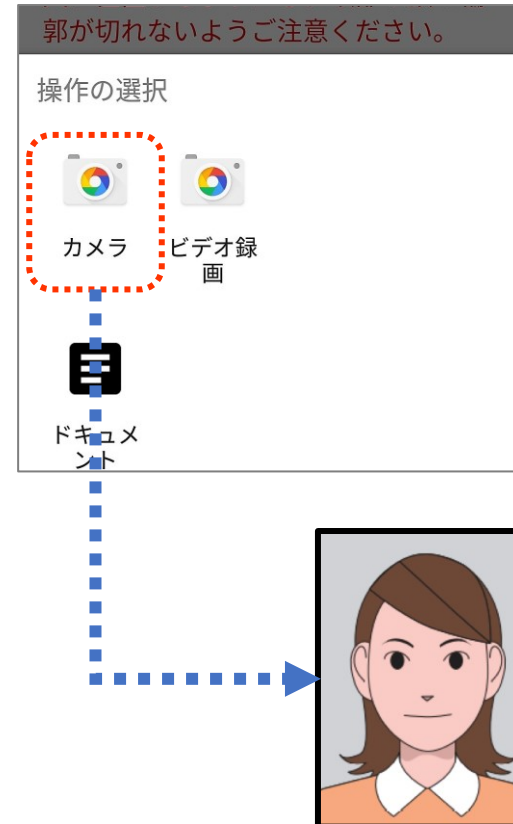 郭が切れないようご注意ください。
操作の選択
カメラ
ビデオ録
画
ドキュメ
ント